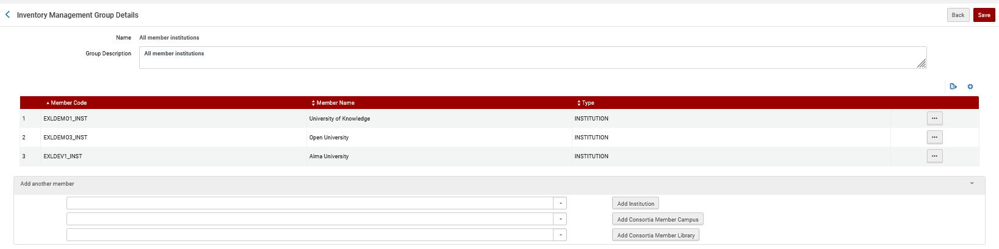 Inventory Management Group Details
Back
Save
Name All member institutions
Group Description All member institutions
Member Code Member Name Type
1 EXLDEMO1_INST University of Knowledge INSTITUTION
2 EXLDEMO3_INST Open University INSTITUTION
3 EXLDEV1_INST Alma University INSTITUTION
Add another member
Add Institution
Add Consortia Member Campus
Add Consortia Member Library